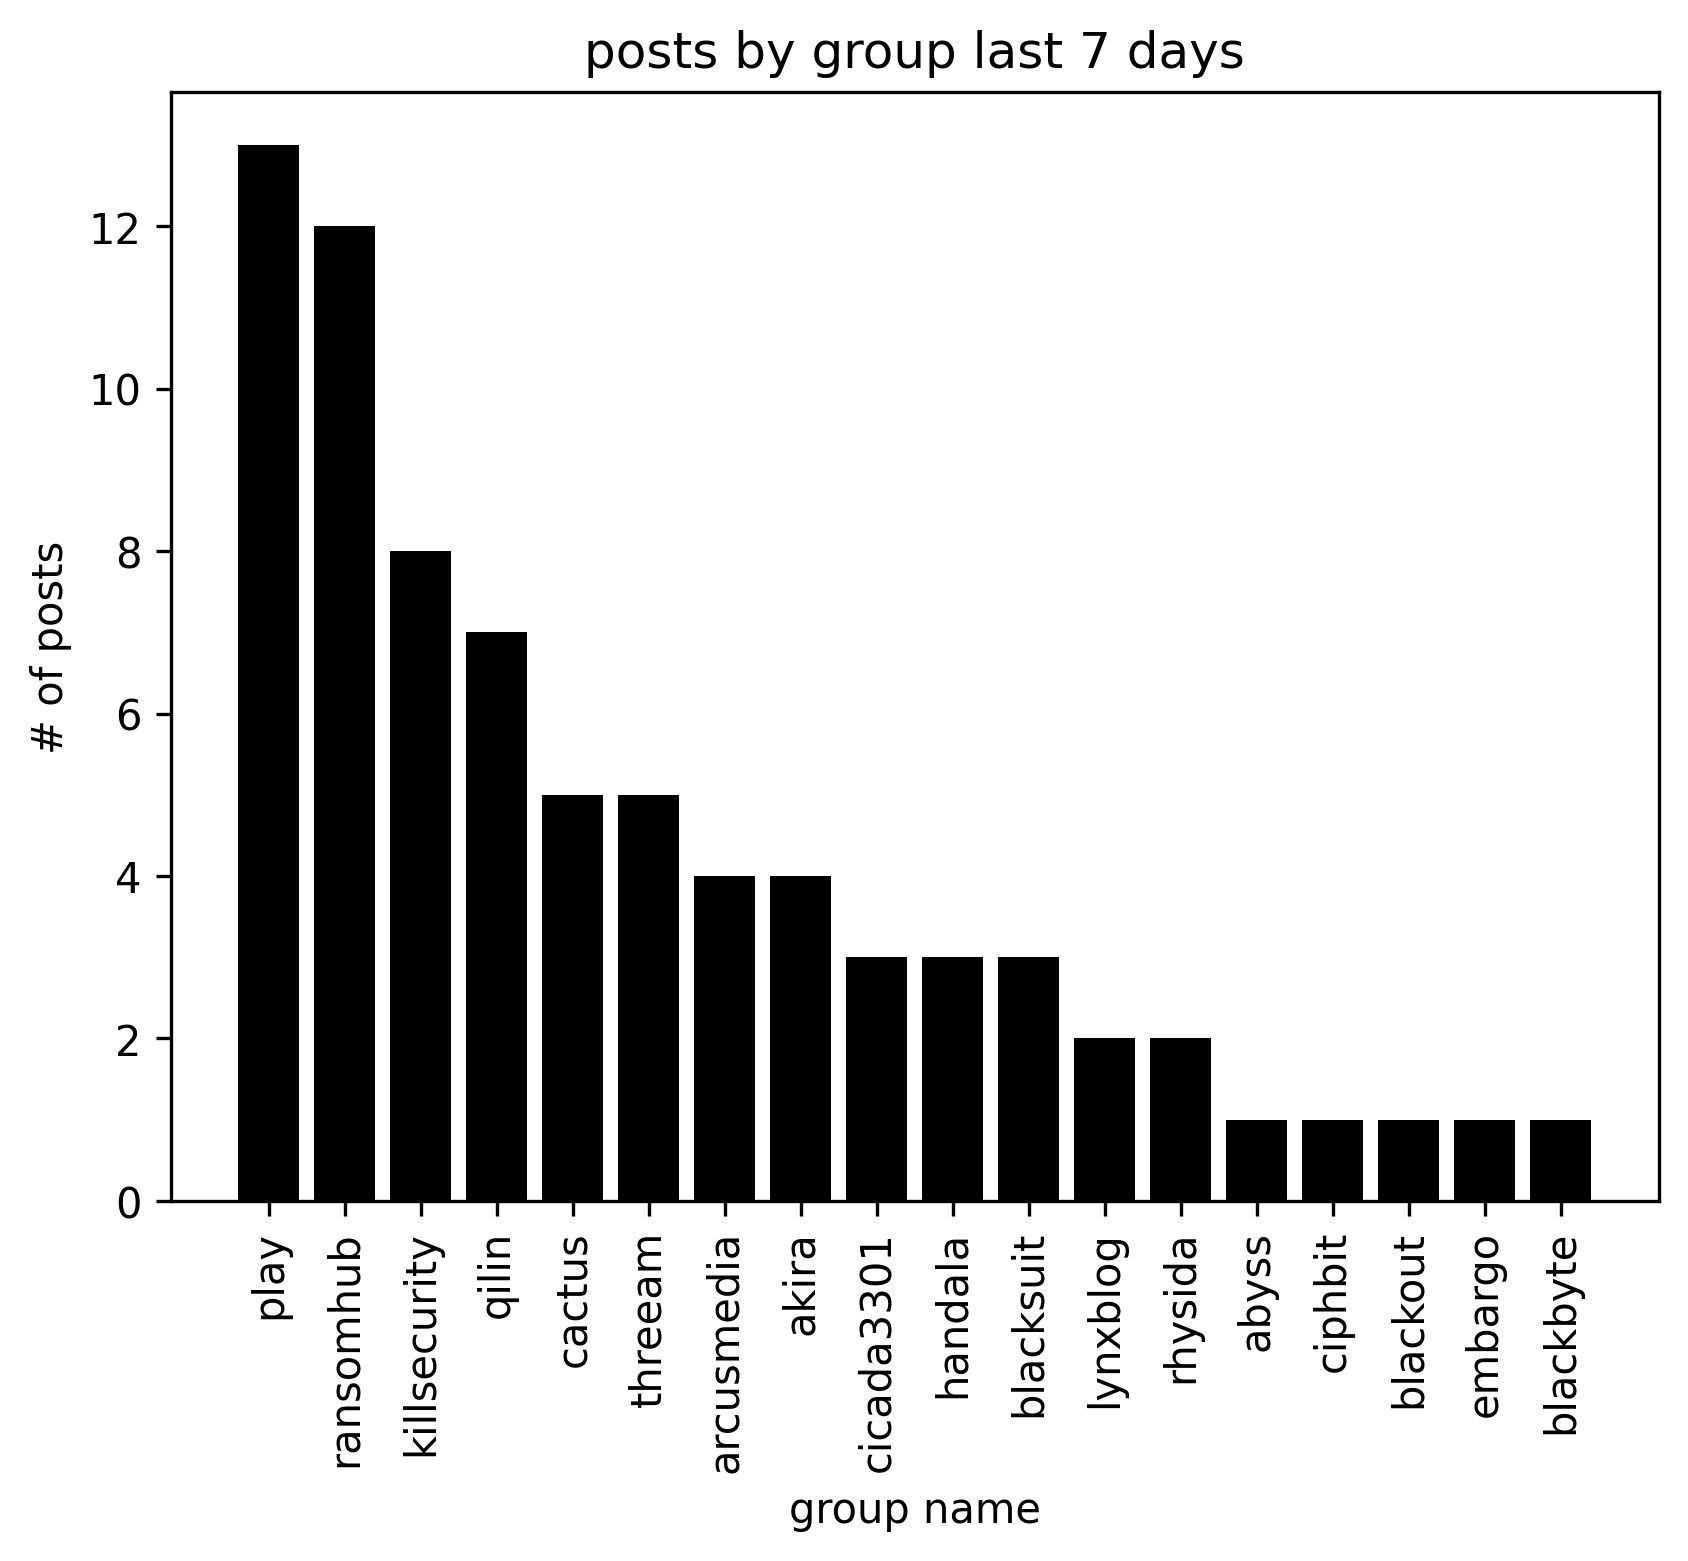 posts by group last 7 days
# of posts
12
10
8
6
4
2
0
play
ransomhub
killsecurity
qilin
cactus
threeam
arcusmedia
akira
cicada3301
handala
blacksuit
lynxblog
rhysida
abyss
ciphbit
blackout
embargo
blackbyte
group name